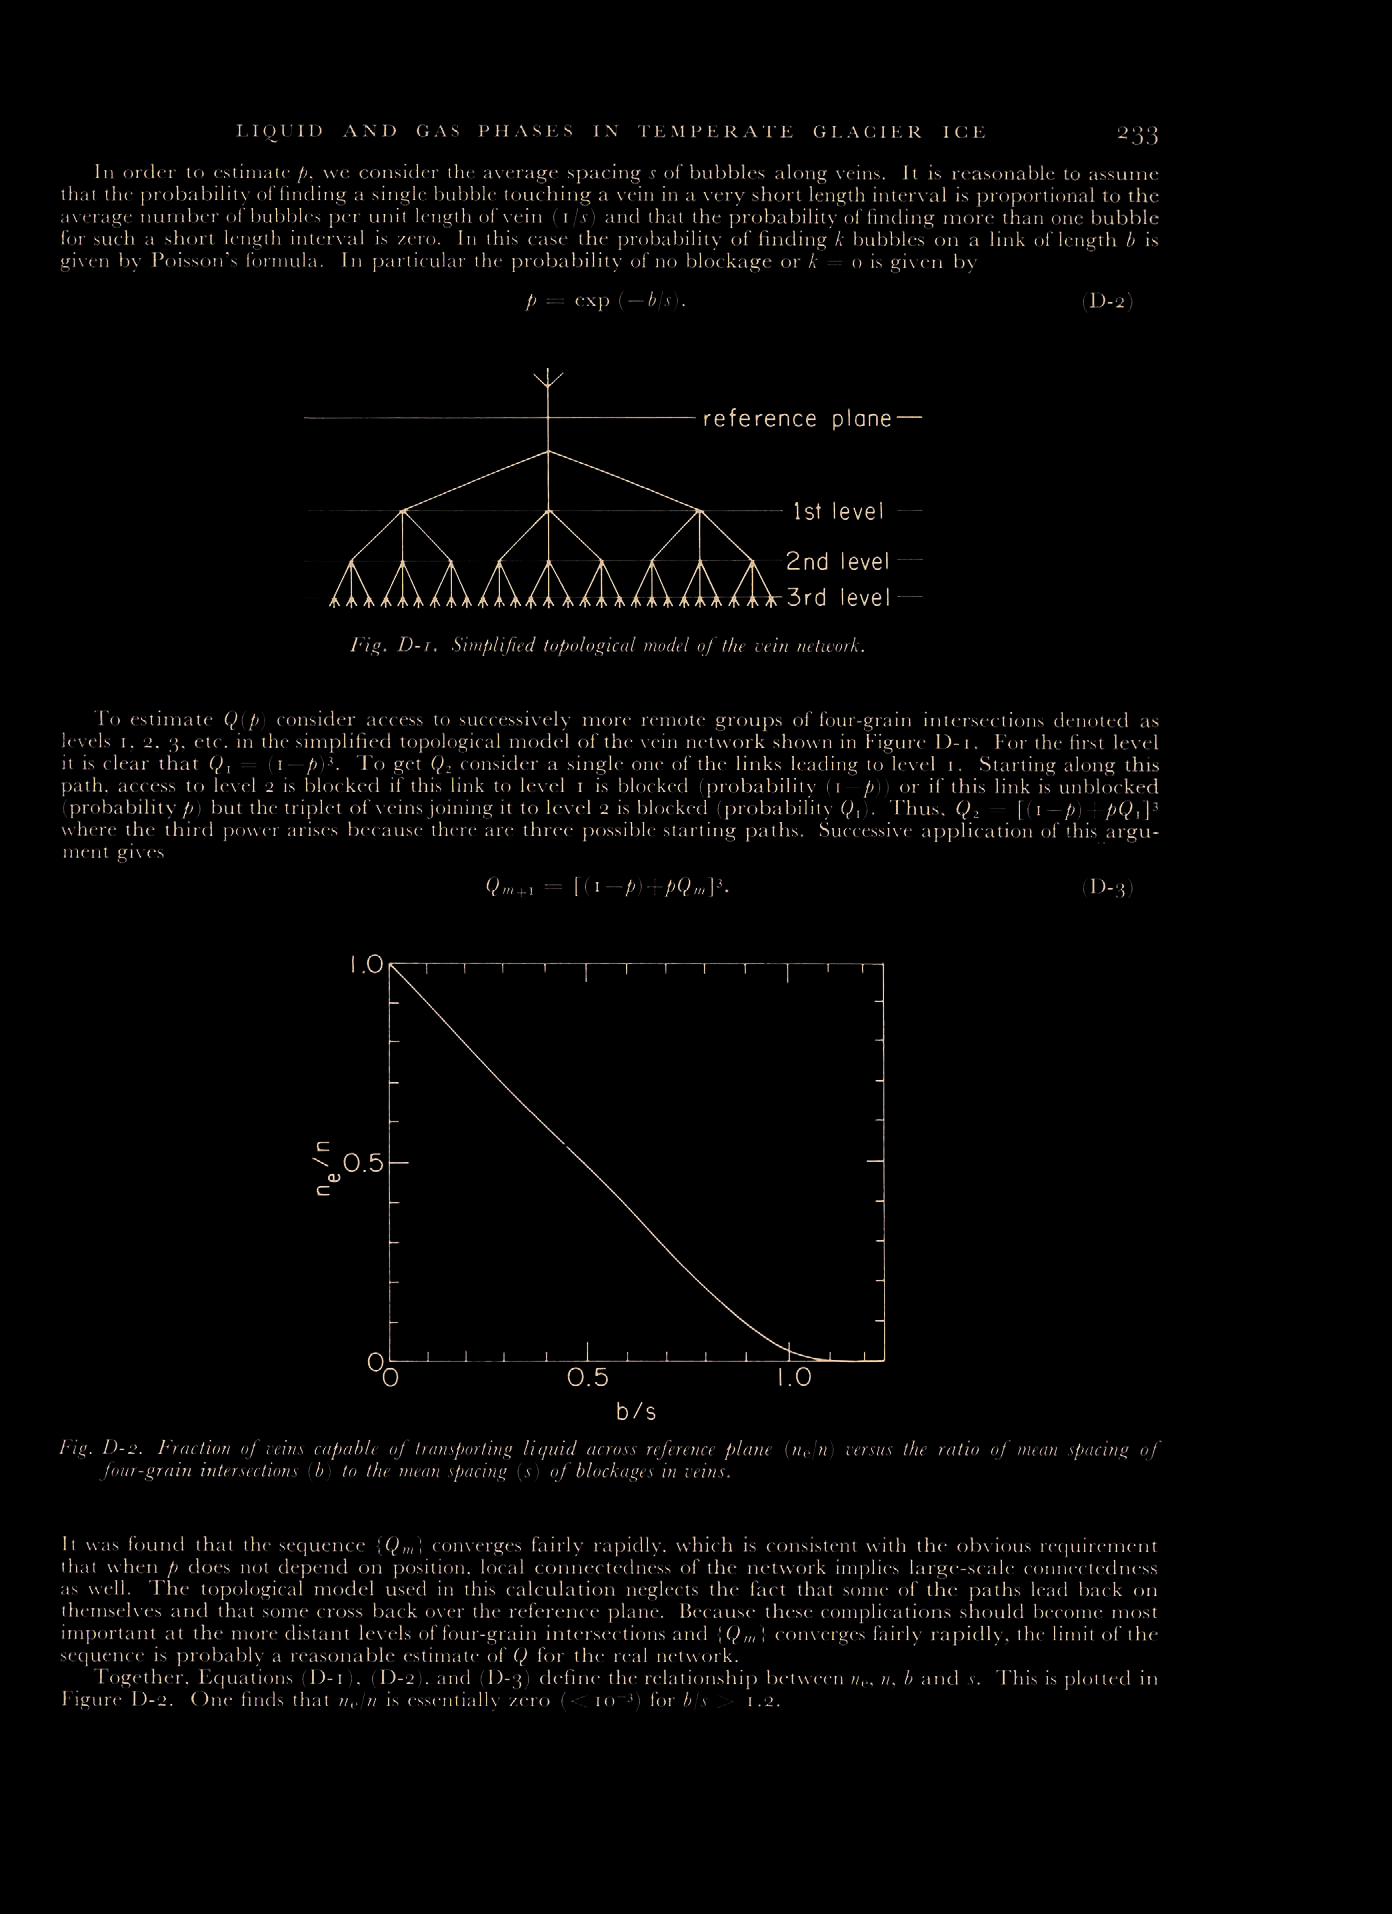 LIQUID AND GAS PHASES IN TEMPERATE GLACIER ICE 233
In order to estimate p, we consider the average spacing s of bubbles along veins. It is reasonable to assume
that the probability of finding a single bubble touching a vein in a very short length interval is proportional to the
average number of bubbles per unit length of vein (1/s) and that the probability of finding more than one bubble
for such a short length interval is zero. In this case the probability of finding k bubbles on a link of length b is
given by Poisson's formula. In particular the probability of no blockage or k = 0 is given by
p = exp (−b/s). (D-2)
reference plane
1st level
2nd level
3rd level
Fig. D-1. Simplified topological model of the vein network.
To estimate Q(p) consider access to successively more remote groups of four-grain intersections denoted as
levels 1, 2, 3, etc. in the simplified topological model of the vein network shown in Figure D-1. For the first level
it is clear that Q₁ = (1−p)³. To get Q₂ consider a single one of the links leading to level 1. Starting along this
path, access to level 2 is blocked if this link to level 1 is blocked (probability (1−p)) or if this link is unblocked
(probability p) but the triplet of veins joining it to level 2 is blocked (probability Q₁). Thus, Q₂ = [(1−p)+pQ₁]³
where the third power arises because there are three possible starting paths. Successive application of this argu-
ment gives
Qₘ₊₁ = [(1−p)+pQₘ]³. (D-3)
1.0
0.5
nₑ/n
0
0 0.5 1.0
b/s
Fig. D-2. Fraction of veins capable of transporting liquid across reference plane (nₑ/n) versus the ratio of mean spacing of
four-grain intersections (b) to the mean spacing (s) of blockages in veins.
It was found that the sequence {Qₘ} converges fairly rapidly, which is consistent with the obvious requirement
that when p does not depend on position, local connectedness of the network implies large-scale connectedness
as well. The topological model used in this calculation neglects the fact that some of the paths lead back on
themselves and that some cross back over the reference plane. Because these complications should become most
important at the more distant levels of four-grain intersections and {Qₘ} converges fairly rapidly, the limit of the
sequence is probably a reasonable estimate of Q for the real network.
Together, Equations (D-1), (D-2), and (D-3) define the relationship between nₑ, n, b and s. This is plotted in
Figure D-2. One finds that nₑ/n is essentially zero (< 10⁻³) for b/s > 1.2.